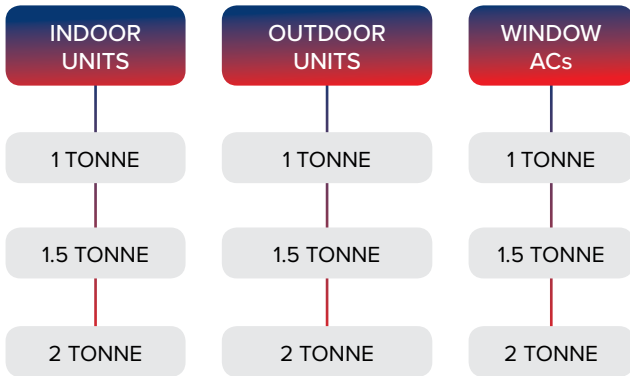 INDOOR
UNITS
1 TONNE
1.5 TONNE
2 TONNE
OUTDOOR
UNITS
1 TONNE
1.5 TONNE
2 TONNE
WINDOW
ACs
1 TONNE
1.5 TONNE
2 TONNE